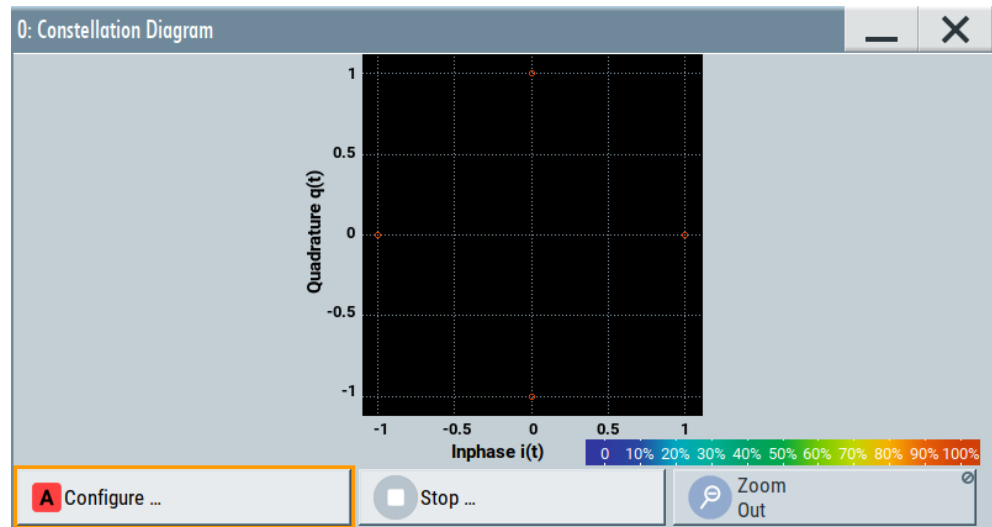 0: Constellation Diagram
1
0.5
0
-0.5
-1
Quadrature q(t)
-1 -0.5 0 0.5 1
Inphase i(t)
0 10% 20% 30% 40% 50% 60% 70% 80% 90% 100%
A Configure ...
Stop ...
Zoom
Out